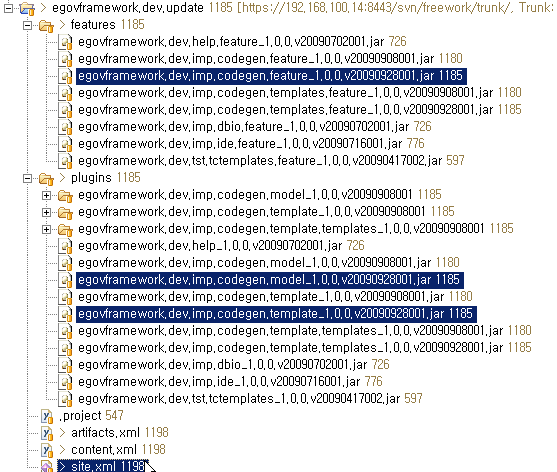 > egovframework,dev,update 1185 [https://192,168,100,14:8443/svn/freework/trunk/, Trunk:
> features 1185
egovframework,dev,help,feature_1,0,0,v20090702001,jar 726
egovframework,dev,imp,codegen,feature_1,0,0,v20090908001,jar 1180
egovframework,dev,imp,codegen,feature_1,0,0,v20090928001,jar 1185
egovframework,dev,imp,codegen,templates,feature_1,0,0,v20090908001,jar 1180
egovframework,dev,imp,codegen,templates,feature_1,0,0,v20090928001,jar 1185
egovframework,dev,imp,dbio,feature_1,0,0,v20090702001,jar 726
egovframework,dev,imp,ide,feature_1,0,0,v20090716001,jar 776
egovframework,dev,tst,tctemplates,feature_1,0,0,v20090417002,jar 597
> plugins 1185
> egovframework,dev,imp,codegen,model_1,0,0,v20090908001 1185
> egovframework,dev,imp,codegen,template_1,0,0,v20090908001 1185
> egovframework,dev,imp,codegen,template,templates_1,0,0,v20090908001 1185
egovframework,dev,help_1,0,0,v20090702001,jar 726
egovframework,dev,imp,codegen,model_1,0,0,v20090908001,jar 1180
egovframework,dev,imp,codegen,model_1,0,0,v20090928001,jar 1185
egovframework,dev,imp,codegen,template_1,0,0,v20090908001,jar 1180
egovframework,dev,imp,codegen,template_1,0,0,v20090928001,jar 1185
egovframework,dev,imp,codegen,template,templates_1,0,0,v20090908001,jar 1180
egovframework,dev,imp,codegen,template,templates_1,0,0,v20090928001,jar 1185
egovframework,dev,imp,dbio_1,0,0,v20090702001,jar 726
egovframework,dev,imp,ide_1,0,0,v20090716001,jar 776
egovframework,dev,tst,tctemplates_1,0,0,v20090417002,jar 597
,project 547
> artifacts,xml 1198
> content,xml 1198
> site,xml 1198